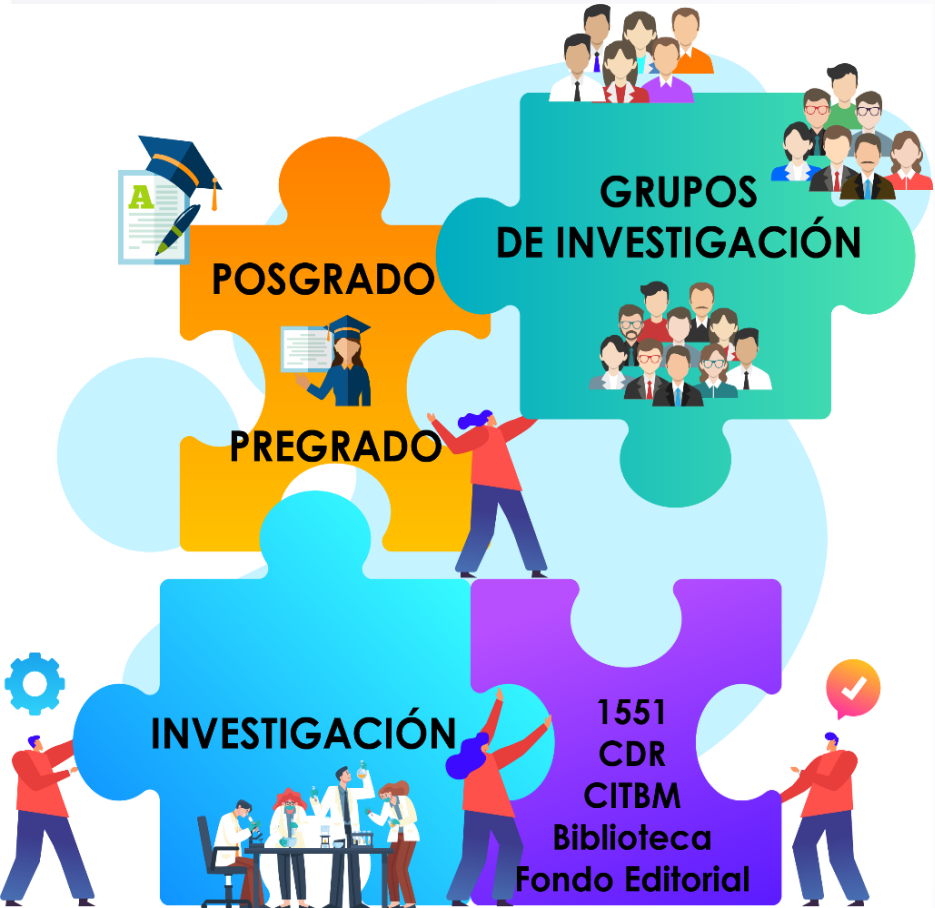 GRUPOS
DE INVESTIGACIÓN
A
POSGRADO
PREGRADO
INVESTIGACIÓN
1551
CDR
CITBM
Biblioteca
Fondo Editorial